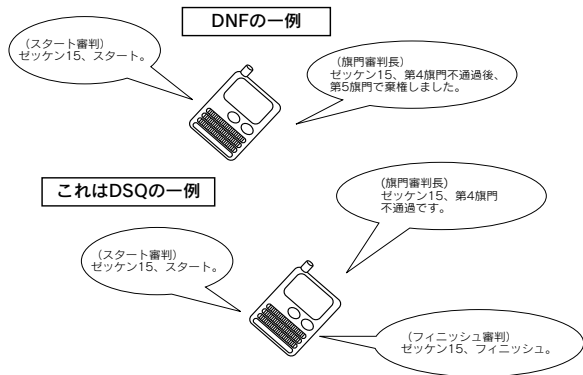 DNFの一例
(スタート審判)
ゼッケン15、スタート。
(旗門審判長)
ゼッケン15、第4旗門不通過後、
第5旗門で棄権しました。
これはDSQの一例
(旗門審判長)
ゼッケン15、第4旗門
不通過です。
(スタート審判)
ゼッケン15、スタート。
(フィニッシュ審判)
ゼッケン15、フィニッシュ。